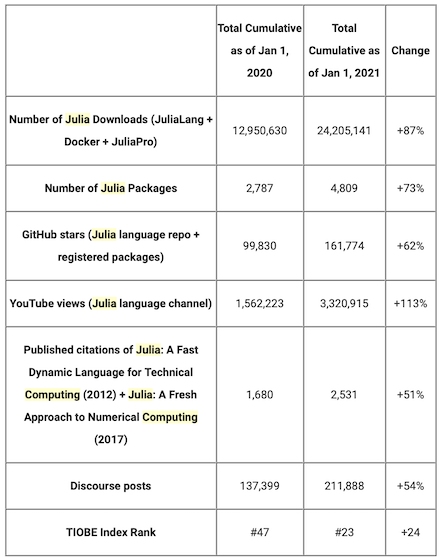 Total Cumulative
as of Jan 1,
2020
Total
Cumulative as
of Jan 1, 2021
Change
Number of Julia Downloads (JuliaLang +
Docker + JuliaPro)
12,950,630
24,205,141
+87%
Number of Julia Packages
2,787
4,809
+73%
GitHub stars (Julia language repo +
registered packages)
99,830
161,774
+62%
YouTube views (Julia language channel)
1,562,223
3,320,915
+113%
Published citations of Julia: A Fast
Dynamic Language for Technical
Computing (2012) + Julia: A Fresh
Approach to Numerical Computing
(2017)
1,680
2,531
+51%
Discourse posts
137,399
211,888
+54%
TIOBE Index Rank
#47
#23
+24